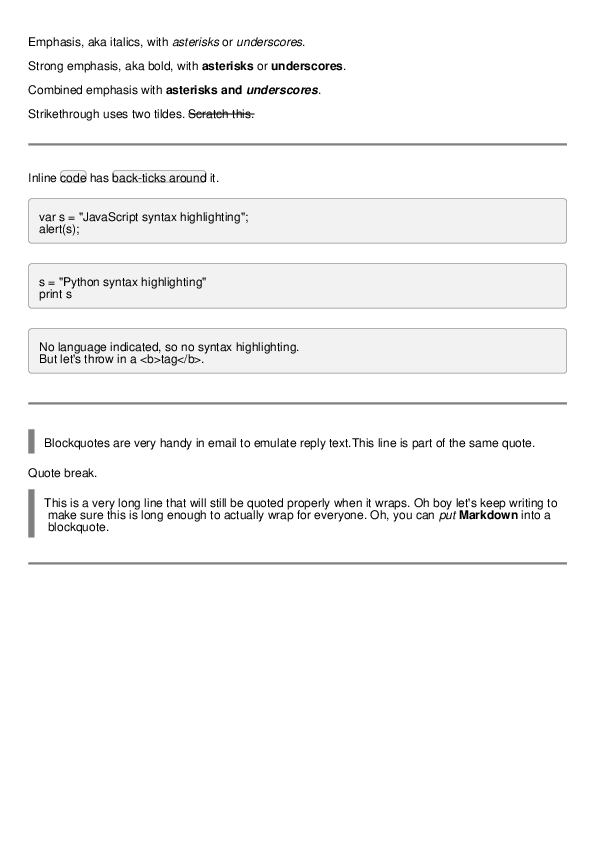 Emphasis, aka italics, with asterisks or underscores.
Strong emphasis, aka bold, with asterisks or underscores.
Combined emphasis with asterisks and underscores.
Strikethrough uses two tildes. Scratch this.
Inline code has back-ticks around it.
var s = "JavaScript syntax highlighting";
alert(s);
s = "Python syntax highlighting"
print s
No language indicated, so no syntax highlighting.
But let's throw in a <b>tag</b>.
Blockquotes are very handy in email to emulate reply text.This line is part of the same quote.
Quote break.
This is a very long line that will still be quoted properly when it wraps. Oh boy let's keep writing to
make sure this is long enough to actually wrap for everyone. Oh, you can put Markdown into a
blockquote.